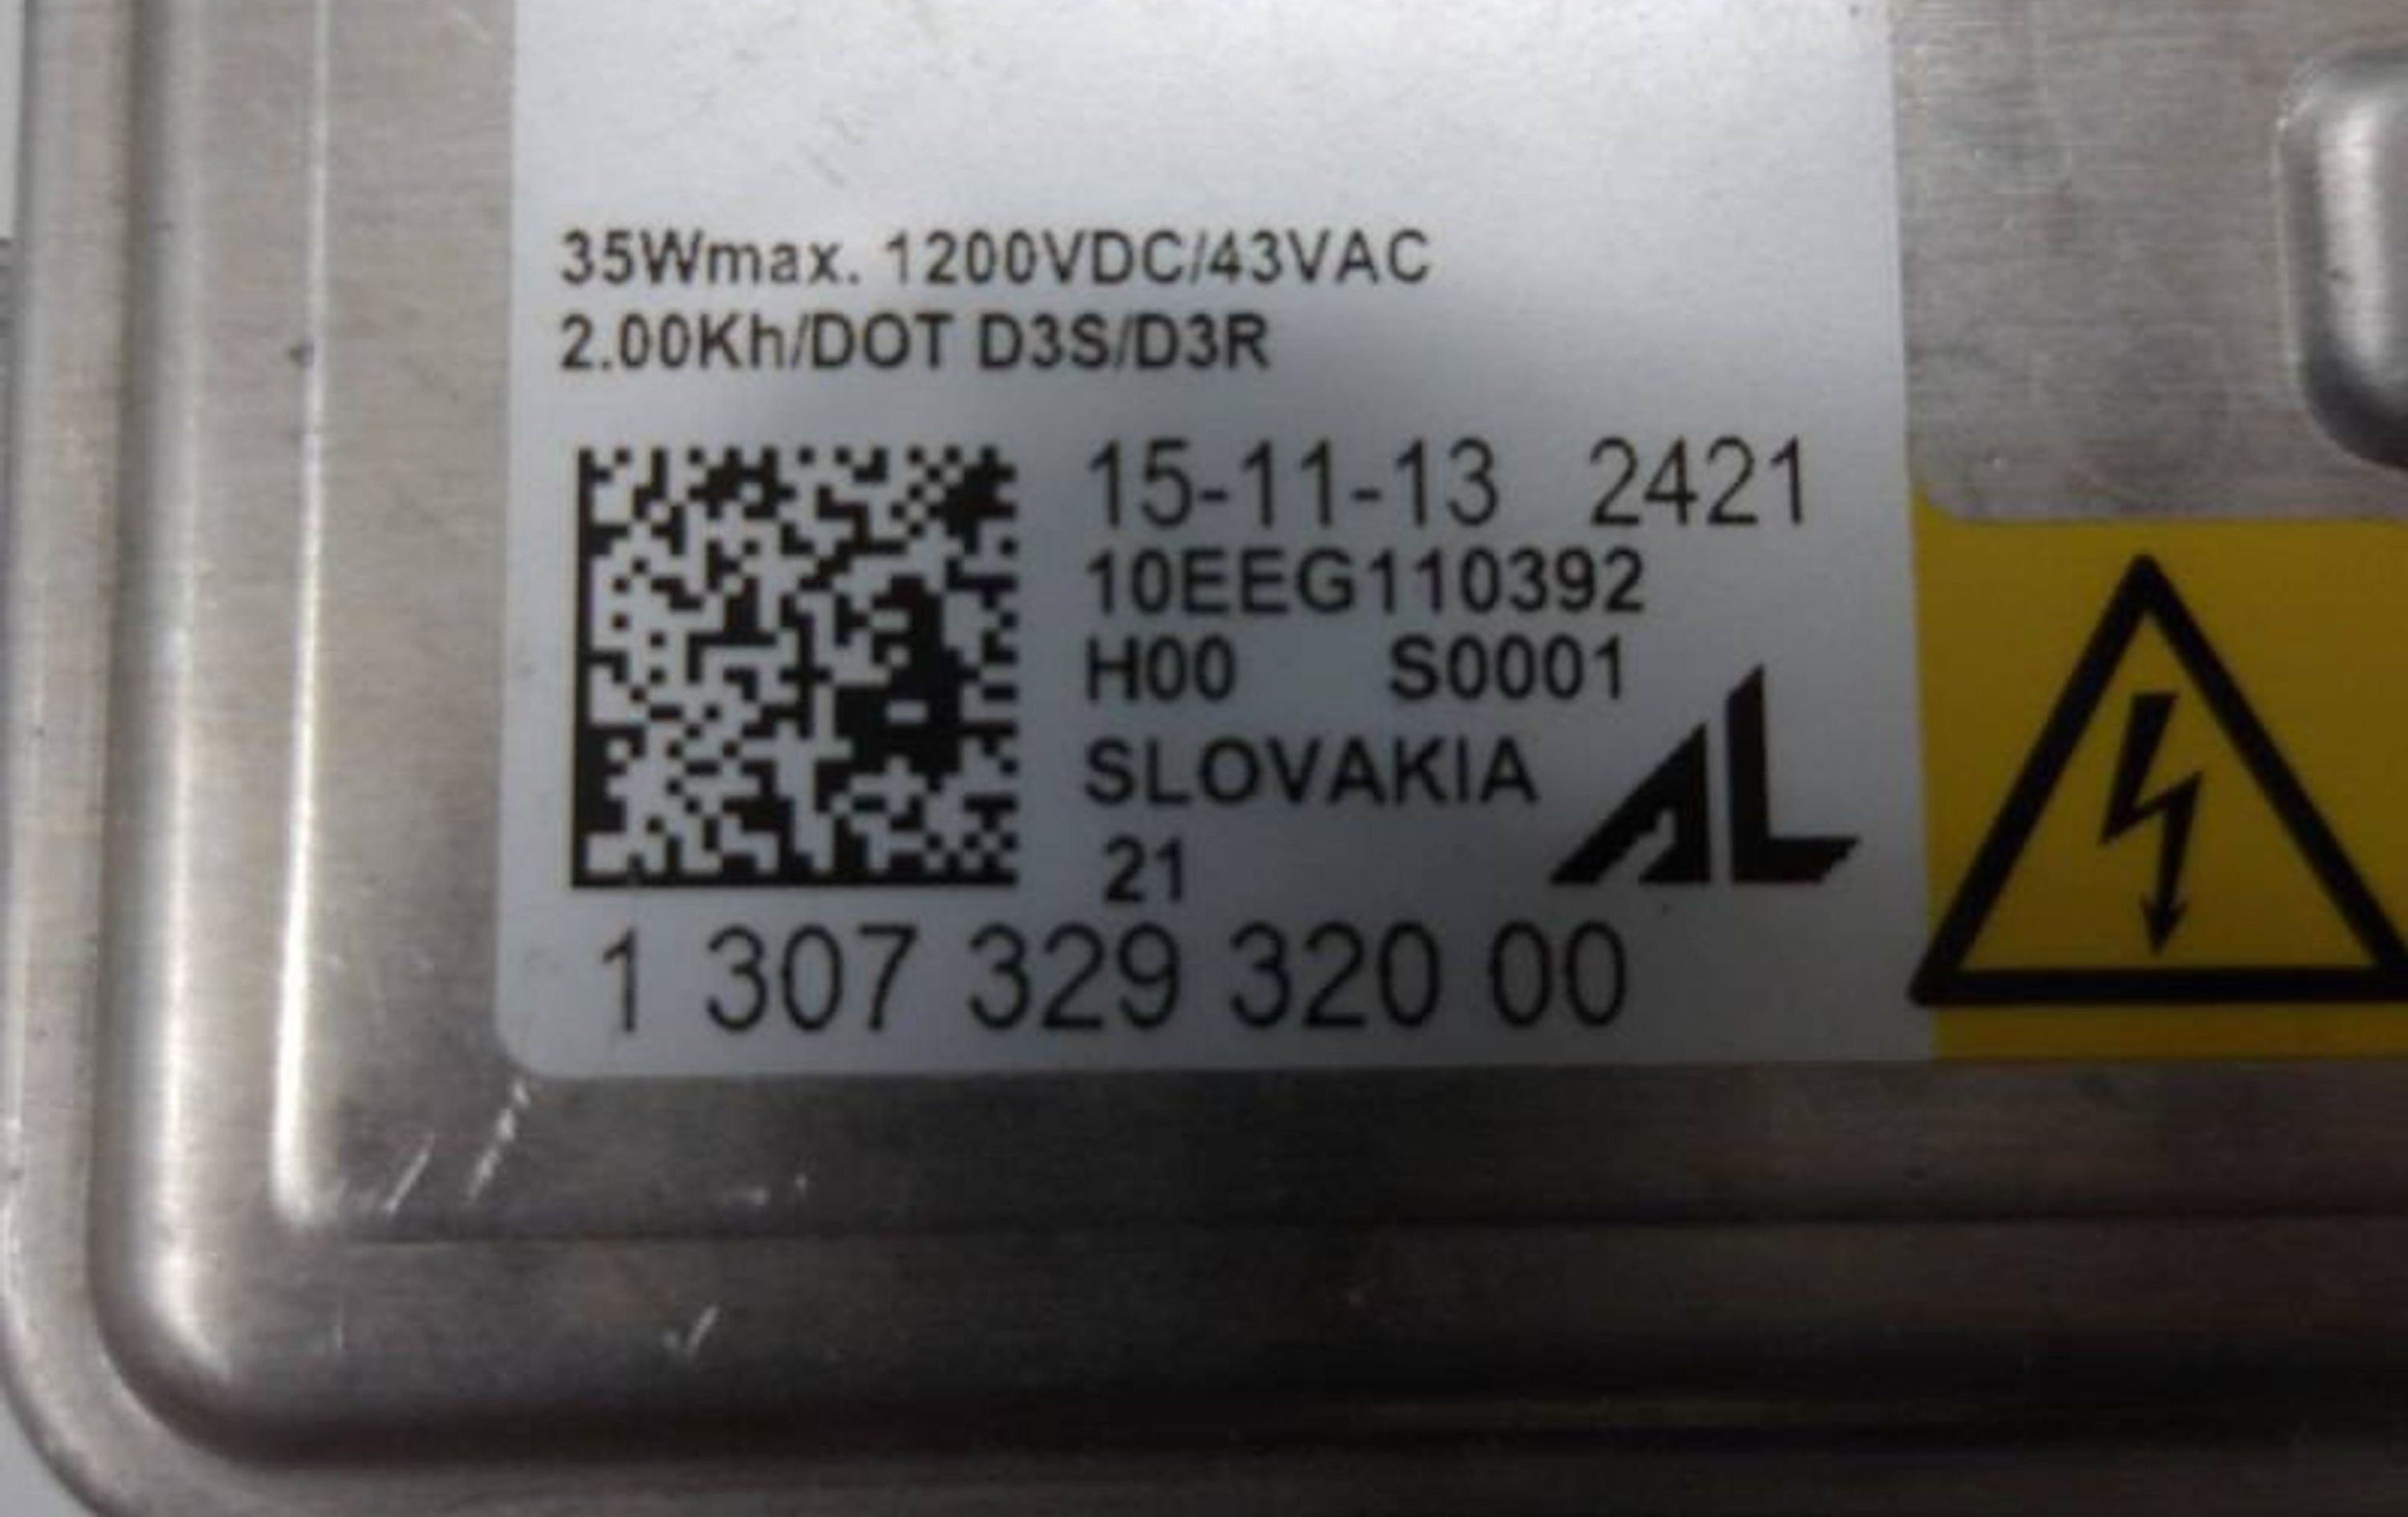 35Wmax. 1200VDC/43VAC
2.00Kh/DOT D3S/D3R
15-11-13 2421
10EEG110392
H00 S0001
SLOVAKIA
21
AL
1 307 329 320 00